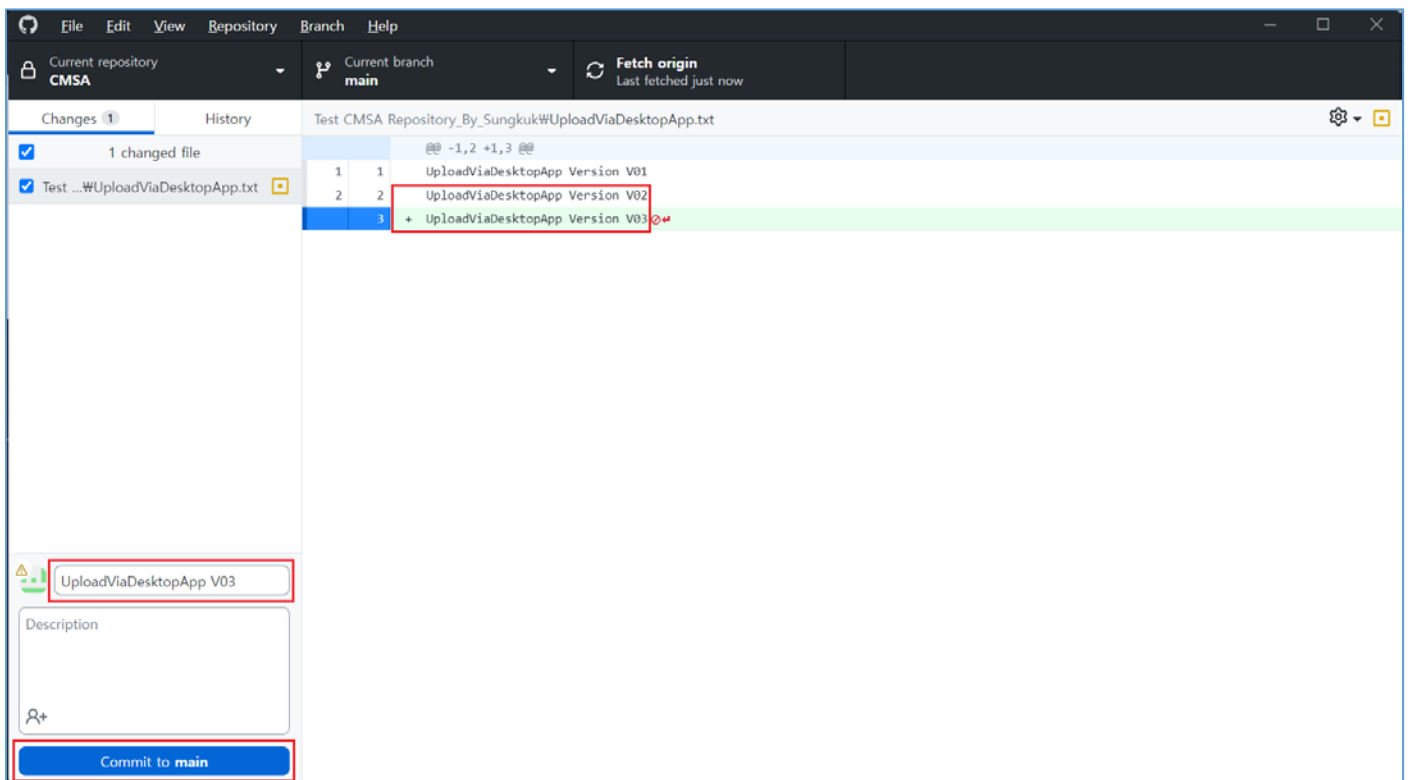 File Edit View Repository Branch Help
Current repository
CMSA
Current branch
main
Fetch origin
Last fetched just now
Changes 1 History
Test CMSA Repository_By_Sungkuk₩UploadViaDesktopApp.txt
1 changed file
@@ -1,2 +1,3 @@
Test ...₩UploadViaDesktopApp.txt
1 1 UploadViaDesktopApp Version V01
2 2 UploadViaDesktopApp Version V02
3 + UploadViaDesktopApp Version V03
UploadViaDesktopApp V03
Description
Commit to main